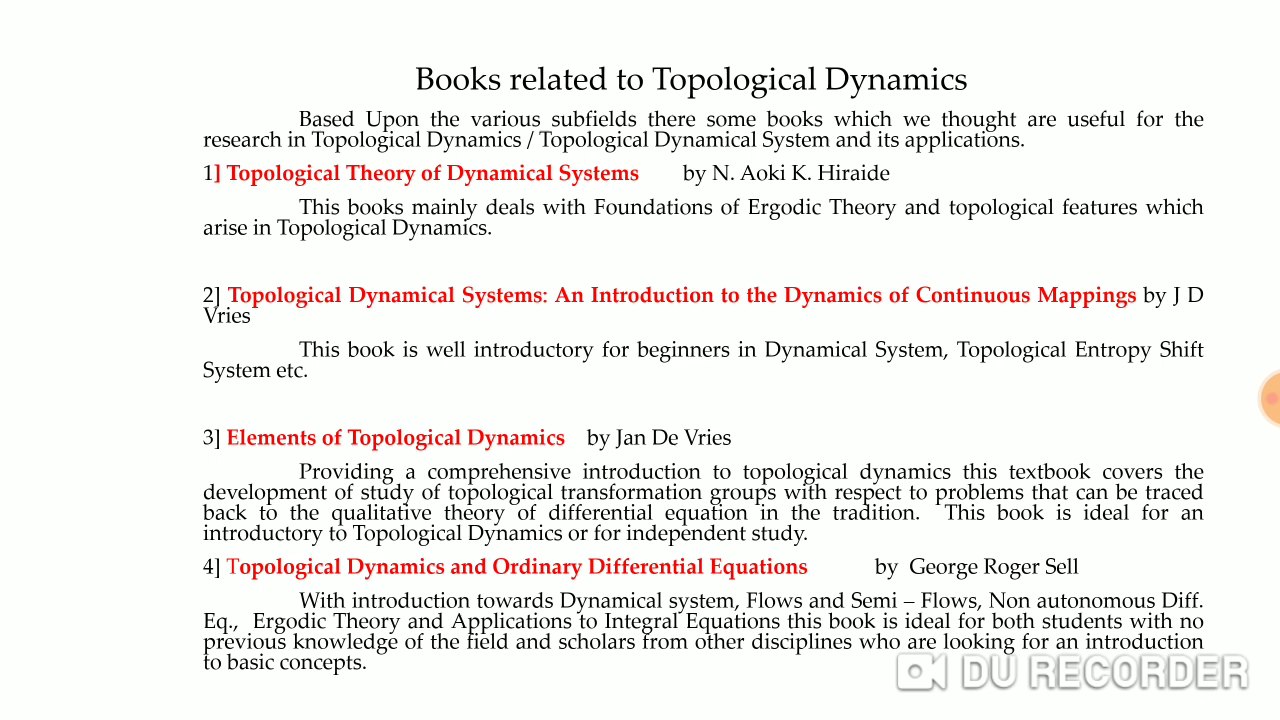 Books related to Topological Dynamics
Based Upon the various subfields there some books which we thought are useful for the
research in Topological Dynamics / Topological Dynamical System and its applications.
1] Topological Theory of Dynamical Systems by N. Aoki K. Hiraide
This books mainly deals with Foundations of Ergodic Theory and topological features which
arise in Topological Dynamics.
2] Topological Dynamical Systems: An Introduction to the Dynamics of Continuous Mappings by J D
Vries
This book is well introductory for beginners in Dynamical System, Topological Entropy Shift
System etc.
3] Elements of Topological Dynamics by Jan De Vries
Providing a comprehensive introduction to topological dynamics this textbook covers the
development of study of topological transformation groups with respect to problems that can be traced
back to the qualitative theory of differential equation in the tradition. This book is ideal for an
introductory to Topological Dynamics or for independent study.
4] Topological Dynamics and Ordinary Differential Equations by George Roger Sell
With introduction towards Dynamical system, Flows and Semi – Flows, Non autonomous Diff.
Eq., Ergodic Theory and Applications to Integral Equations this book is ideal for both students with no
previous knowledge of the field and scholars from other disciplines who are looking for an introduction
to basic concepts.
DU RECORDER